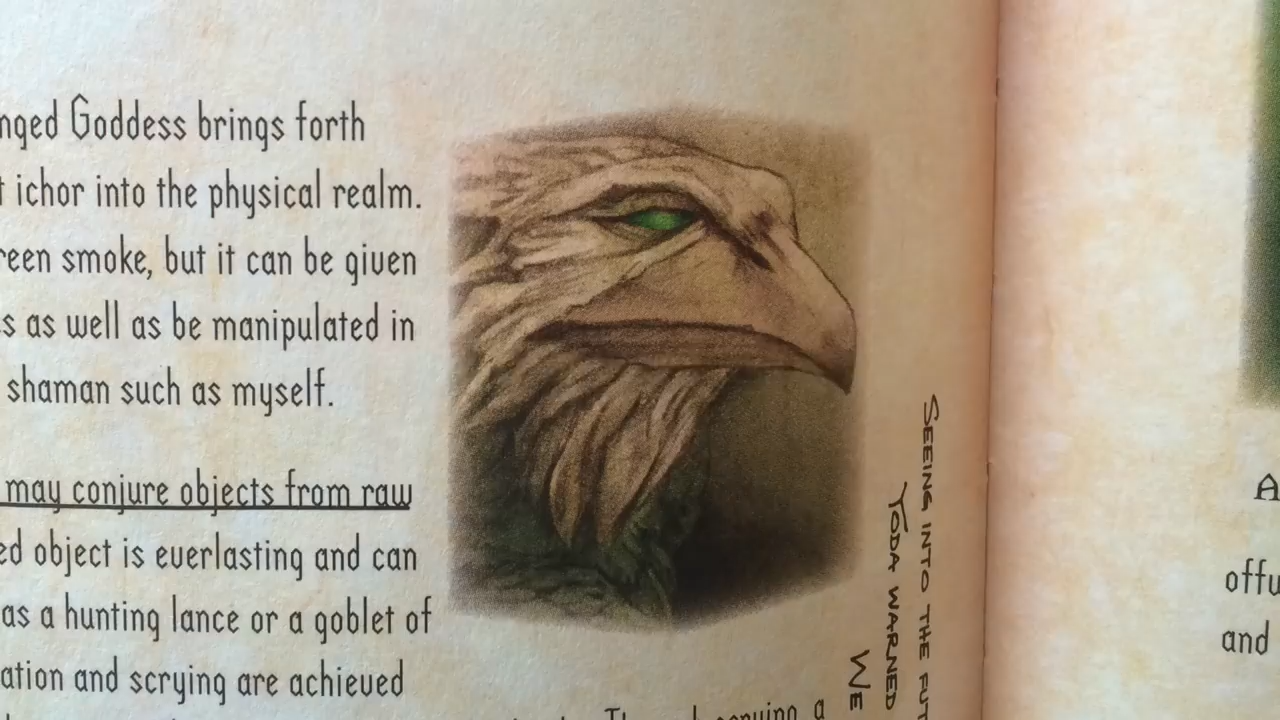 nged Goddess brings forth
t ichor into the physical realm.
reen smoke, but it can be given
s as well as be manipulated in
shaman such as myself.
may conjure objects from raw
ed object is everlasting and can
as a hunting lance or a goblet of
ation and scrying are achieved
SEEING INTO THE FUT
YODA WARNED
WE
A
offu
and